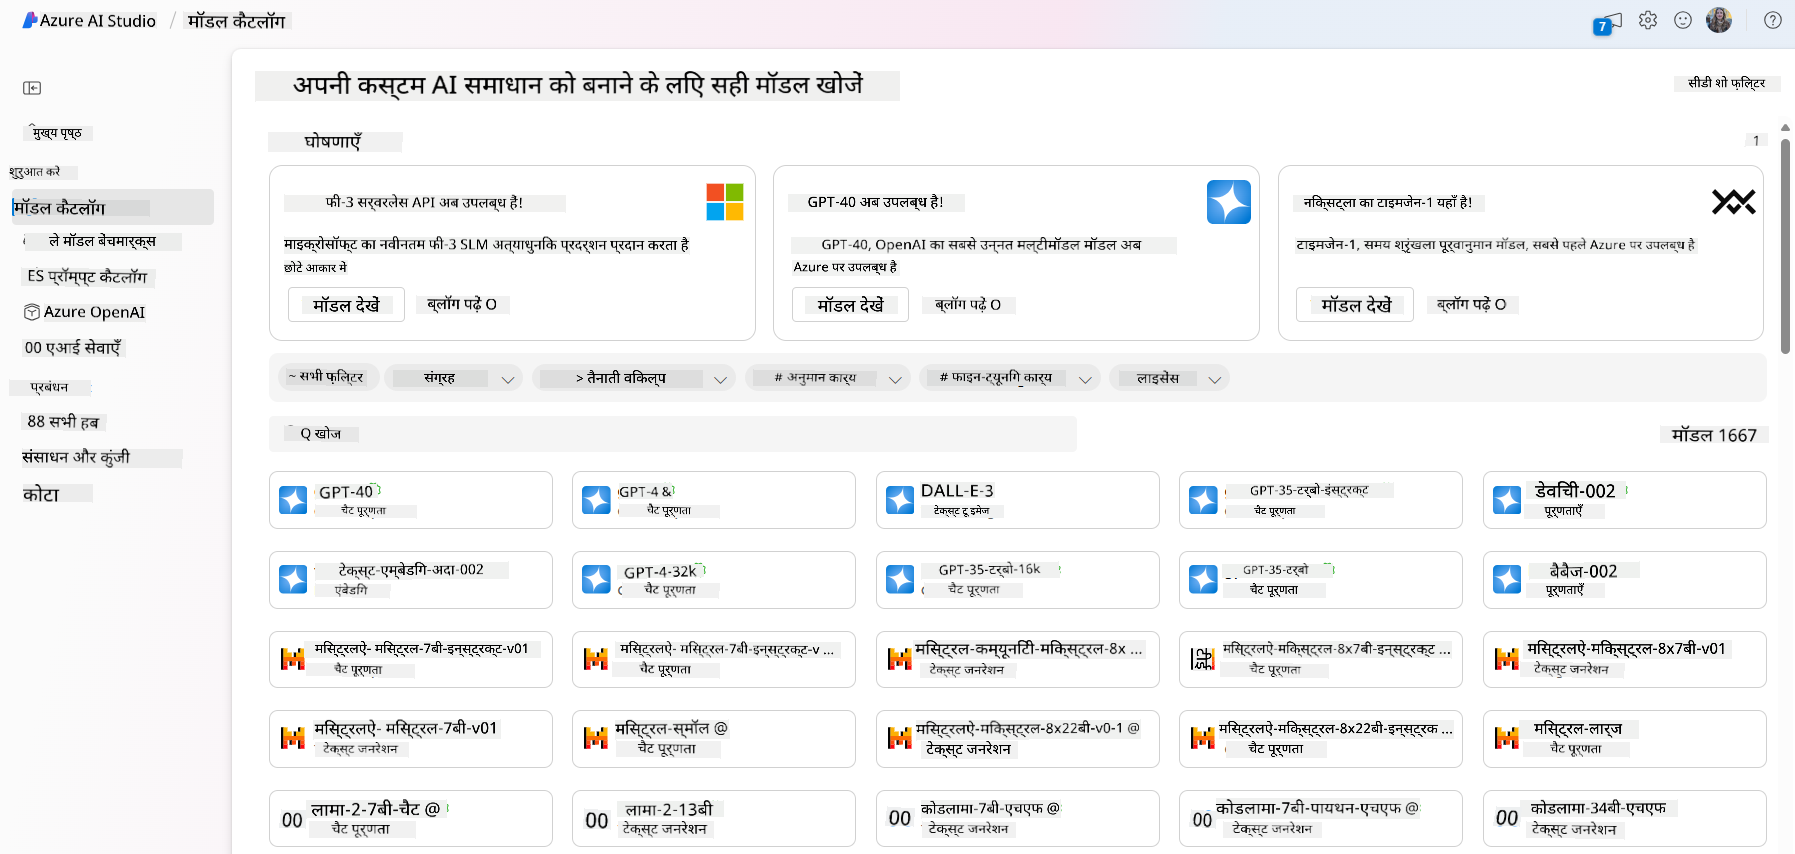 Azure AI Studio / मॉडल कैटलॉग
7
अपनी कस्टम AI समाधान को बनाने के लिए सही मॉडल खोजें
सीडी शो फ़िल्टर
मुख्य पृष्ठ
शुरुआत करें
मॉडल कैटलॉग
ले मॉडल बेंचमार्क्स
ES प्रॉम्प्ट कैटलॉग
Azure OpenAI
00 एआई सेवाएँ
प्रबंधन
88 सभी हब
संसाधन और कुंजी
कोटा
घोषणाएँ
1
फी-3 सर्वरलेस API अब उपलब्ध है!
माइक्रोसॉफ्ट का नवीनतम फी-3 SLM अत्याधुनिक प्रदर्शन प्रदान करता है
छोटे आकार में
मॉडल देखें
ब्लॉग पढ़ें O
GPT-40 अब उपलब्ध है!
GPT-40, OpenAI का सबसे उन्नत मल्टीमॉडल मॉडल अब
Azure पर उपलब्ध है
मॉडल देखें
ब्लॉग पढ़ें O
निक्सटला का टाइमजेन-1 यहाँ है!
टाइमजेन-1, समय श्रृंखला पूर्वानुमान मॉडल, सबसे पहले Azure पर उपलब्ध है
मॉडल देखें
ब्लॉग पढ़ें O
~ सभी फ़िल्टर
संग्रह
> तैनाती विकल्प
# अनुमान कार्य
# फाइन-ट्यूनिंग कार्य
लाइसेंस
Q खोज
मॉडल 1667
GPT-40
चैट पूर्णता
GPT-4 &
चैट पूर्णता
DALL-E-3
टेक्स्ट टू इमेज
GPT-35-टर्बो-इंस्ट्रक्ट
चैट पूर्णता
डेविंची-002
पूर्णताएँ
टेक्स्ट-एम्बेडिंग-अदा-002
एंबेडिंग
GPT-4-32k
चैट पूर्णता
GPT-35-टर्बो-16k
चैट पूर्णता
GPT-35-टर्बो
चैट पूर्णता
बैबैज-002
पूर्णताएँ
मिस्ट्रलऐ- मिस्ट्रल-7बी-इन्स्ट्रक्ट-v01
चैट पूर्णता
मिस्ट्रलऐ- मिस्ट्रल-7बी-इन्स्ट्रक्ट-v ...
चैट पूर्णता
मिस्ट्रल-कम्यूनिटी-मिक्स्ट्रल-8x ...
टेक्स्ट जनरेशन
मिस्ट्रलऐ-मिक्स्ट्रल-8x7बी-इन्स्ट्रक्ट ...
चैट पूर्णता
मिस्ट्रलऐ-मिक्स्ट्रल-8x7बी-v01
टेक्स्ट जनरेशन
मिस्ट्रलऐ- मिस्ट्रल-7बी-v01
टेक्स्ट जनरेशन
मिस्ट्रल-स्मॉल @
चैट पूर्णता
मिस्ट्रलऐ-मिक्स्ट्रल-8x22बी-v0-1 @
टेक्स्ट जनरेशन
मिस्ट्रलऐ-मिक्स्ट्रल-8x22बी-इन्स्ट्रक ...
चैट पूर्णता
मिस्ट्रल-लार्ज
चैट पूर्णता
00 लामा-2-7बी-चैट @
चैट पूर्णता
00 लामा-2-13बी
टेक्स्ट जनरेशन
00 कोडलामा-7बी-एचएफ @
टेक्स्ट जनरेशन
00 कोडलामा-7बी-पायथन-एचएफ @
टेक्स्ट जनरेशन
00 कोडलामा-34बी-एचएफ
टेक्स्ट जनरेशन